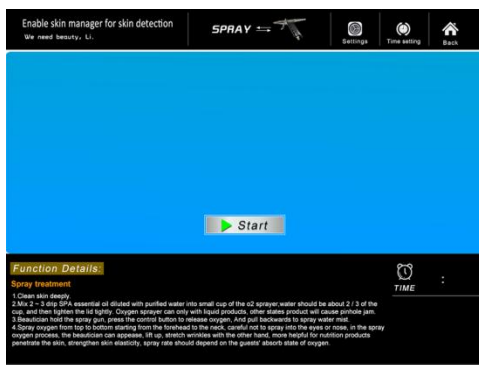 Enable skin manager for skin detection
We need beauty, Li.
SPRAY
Settings
Time setting
Back
Start
Function Details:
Spray treatment
1.Clean skin deeply.
2.Mix 2 ~ 3 drip SPA essential oil diluted with purified water into small cup of the o2 sprayer,water should be about 2 / 3 of the
cup, and then tighten the lid tightly. Oxygen sprayer can only with liquid products, other states product will cause pinhole jam.
3.Beautician hold the spray gun, press the control button to release oxygen, And pull backwards to spray water mist.
4.Spray oxygen from top to bottom starting from the forehead to the neck, careful not to spray into the eyes or nose, in the spray
oxygen process, the beautician can appease, lift up, stretch wrinkles with the other hand, more helpful for nutrition products
penetrate the skin, strengthen skin elasticity, spray rate should depend on the guests' absorb state of oxygen.
TIME
: